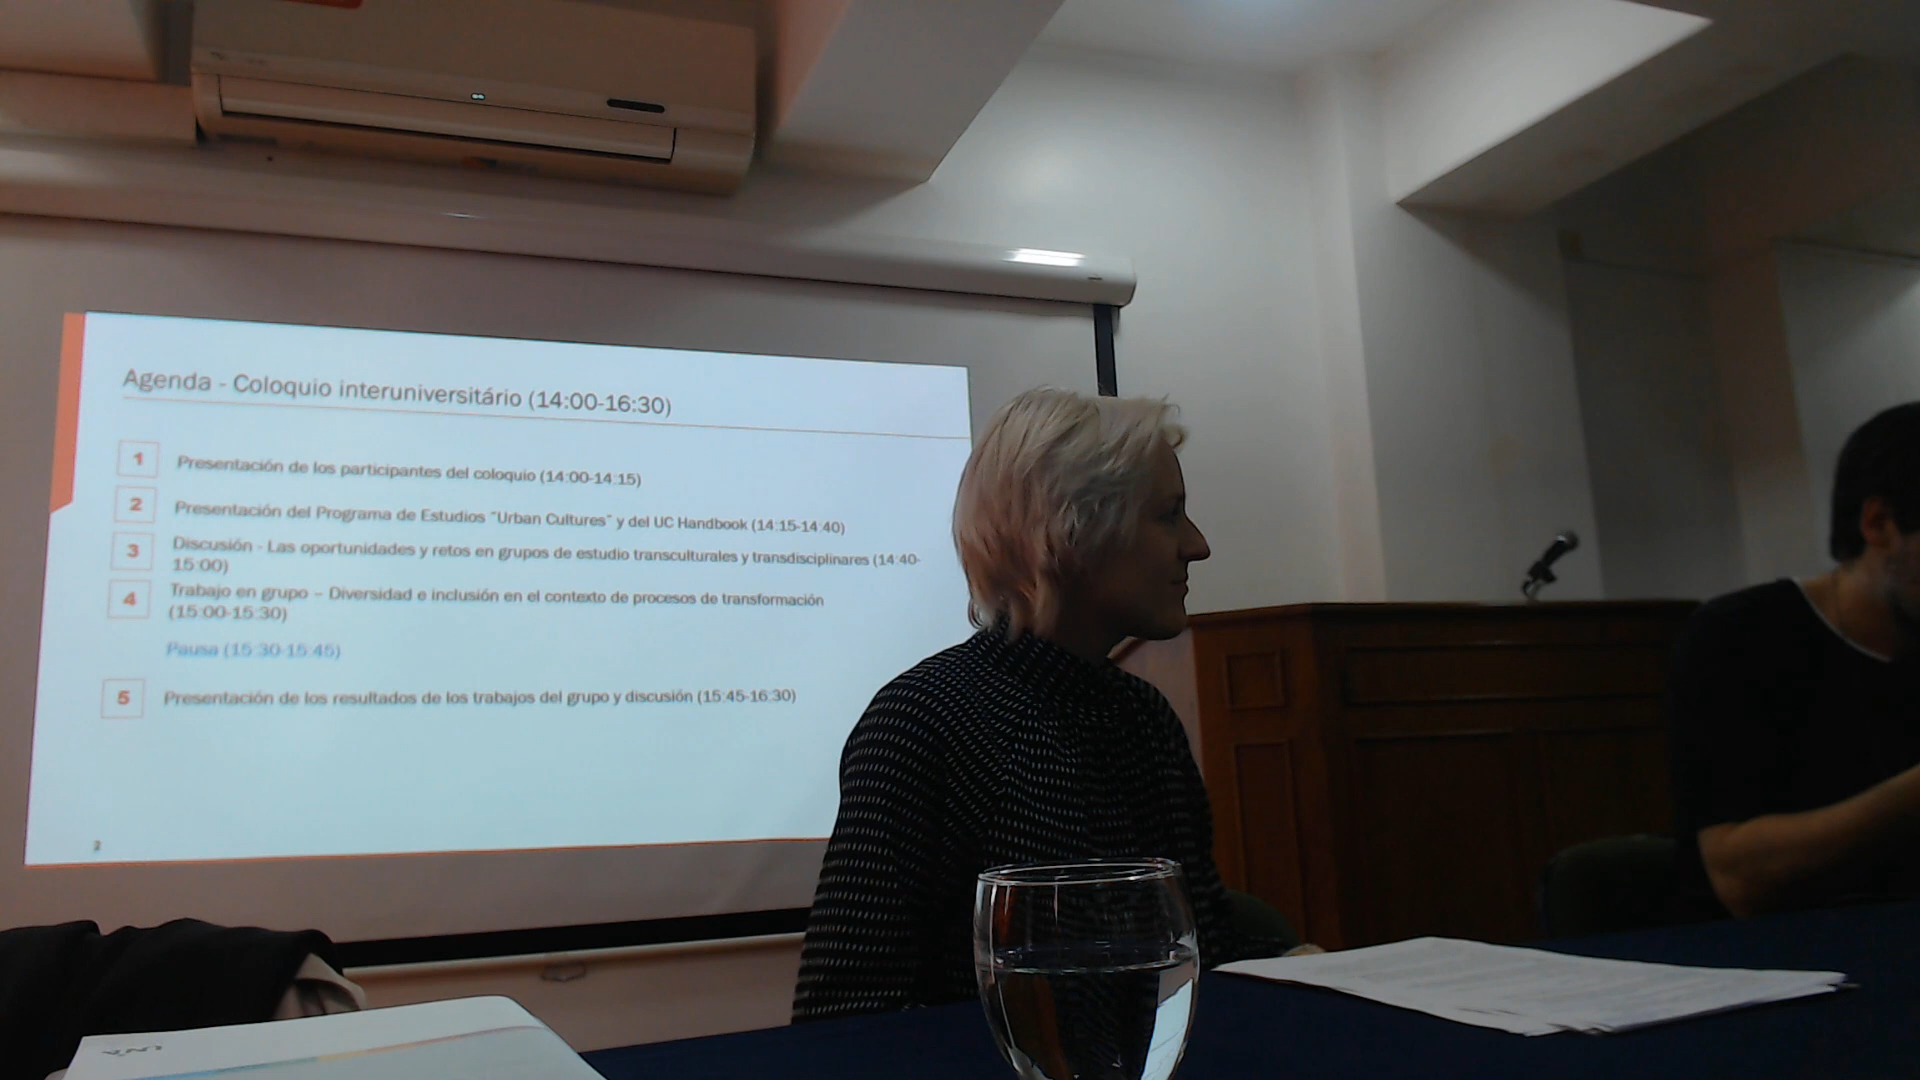 Agenda - Coloquio interuniversitário (14:00-16:30)
1 Presentación de los participantes del coloquio (14:00-14:15)
2 Presentación del Programa de Estudios "Urban Cultures" y del UC Handbook (14:15-14:40)
3 Discusión - Las oportunidades y retos en grupos de estudio transculturales y transdisciplinares (14:40-
15:00)
4 Trabajo en grupo – Diversidad e inclusión en el contexto de procesos de transformación
(15:00-15:30)
Pausa (15:30-15:45)
5 Presentación de los resultados de los trabajos del grupo y discusión (15:45-16:30)
2